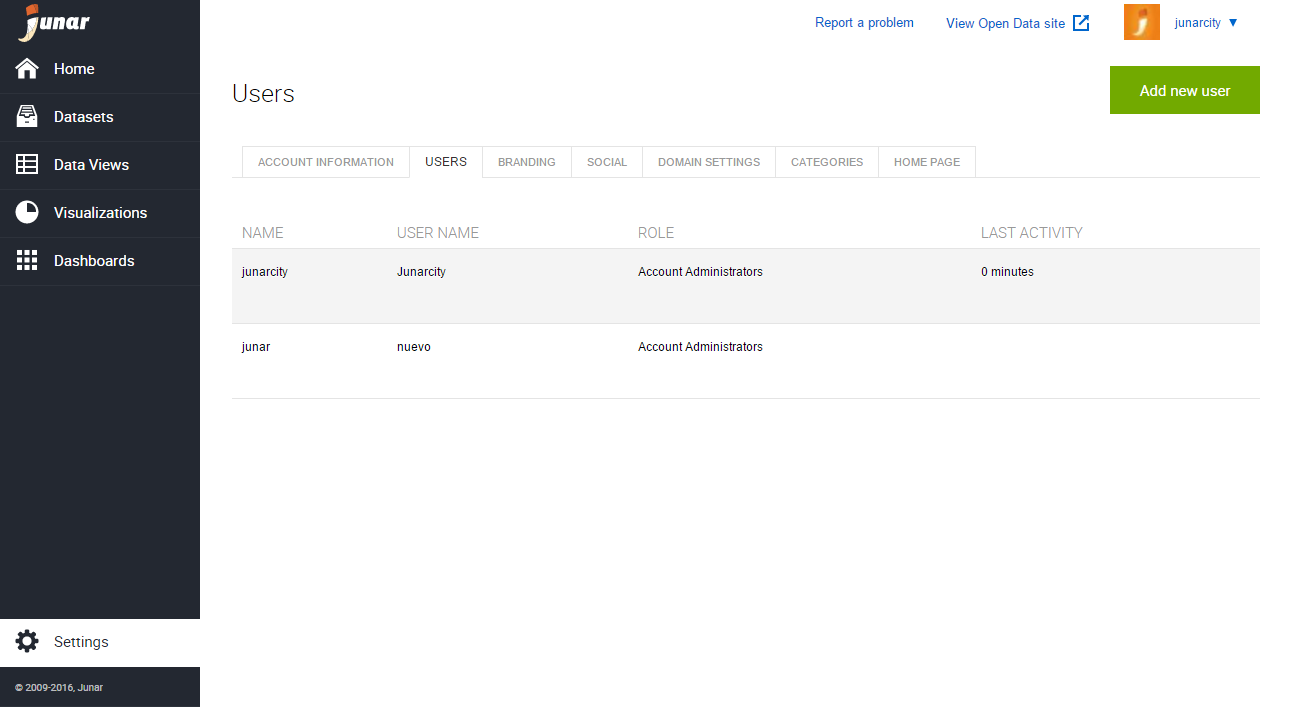 junar
Report a problem
View Open Data site
junarcity ▼
Home
Datasets
Data Views
Visualizations
Dashboards
Users
Add new user
ACCOUNT INFORMATION USERS BRANDING SOCIAL DOMAIN SETTINGS CATEGORIES HOME PAGE
NAME USER NAME ROLE LAST ACTIVITY
junarcity Junarcity Account Administrators 0 minutes
junar nuevo Account Administrators
Settings
© 2009-2016, Junar